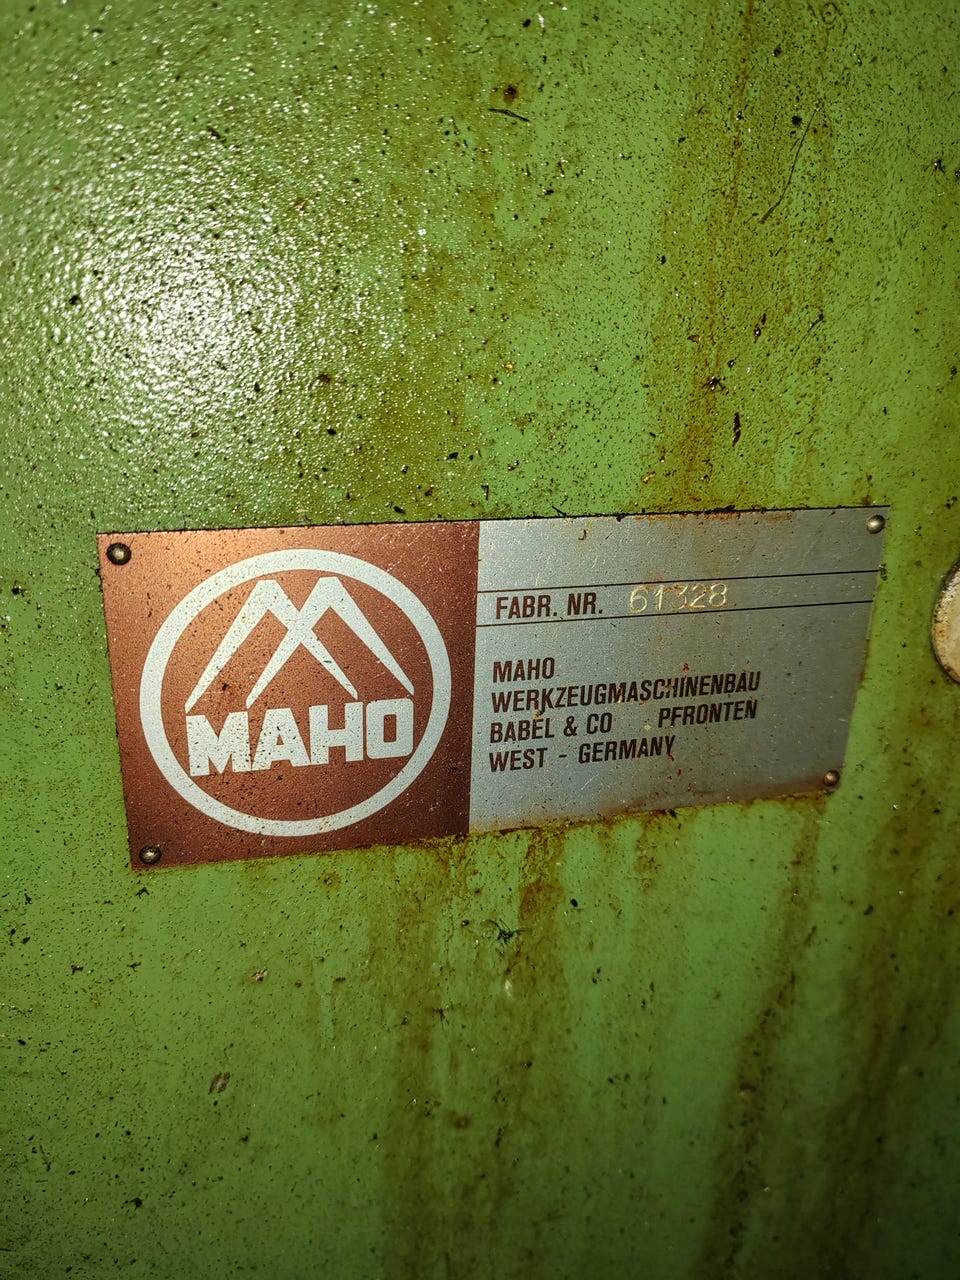 MAHO
FABR. NR. 61328
MAHO
WERKZEUGMASCHINENBAU
BABEL & CO PFRONTEN
WEST - GERMANY